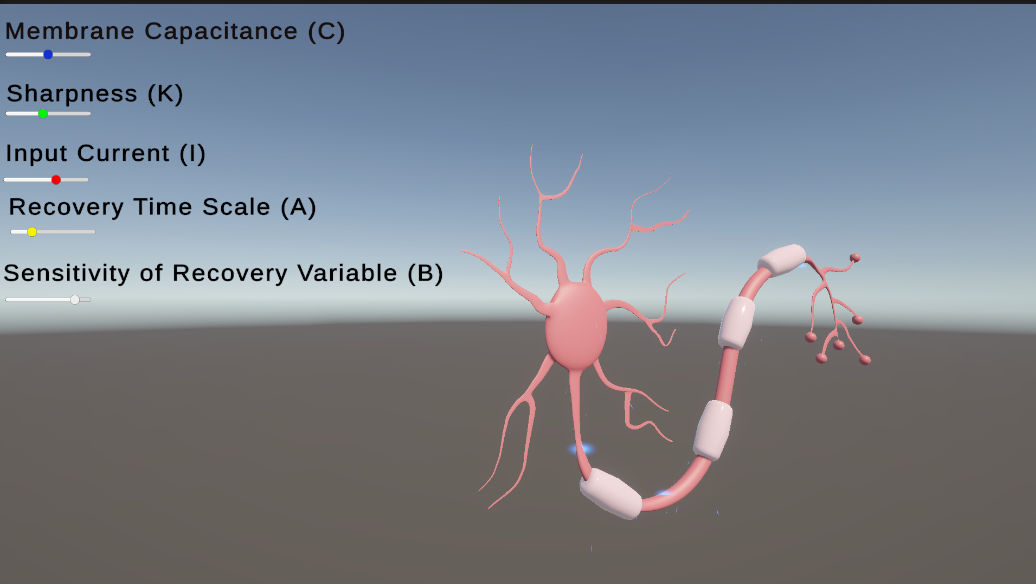 Membrane Capacitance (C)
Sharpness (K)
Input Current (I)
Recovery Time Scale (A)
Sensitivity of Recovery Variable (B)